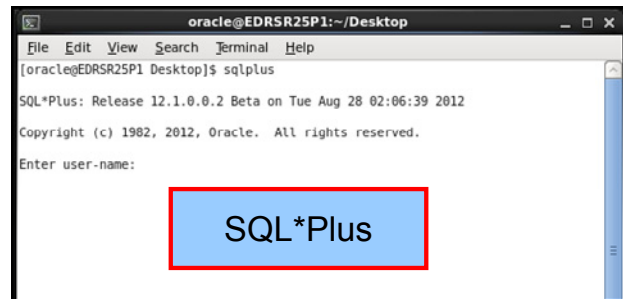 oracle@EDRSR25P1:~/Desktop
File Edit View Search Terminal Help
[oracle@EDRSR25P1 Desktop]$ sqlplus
SQL*Plus: Release 12.1.0.0.2 Beta on Tue Aug 28 02:06:39 2012
Copyright (c) 1982, 2012, Oracle.  All rights reserved.
Enter user-name:
SQL*Plus